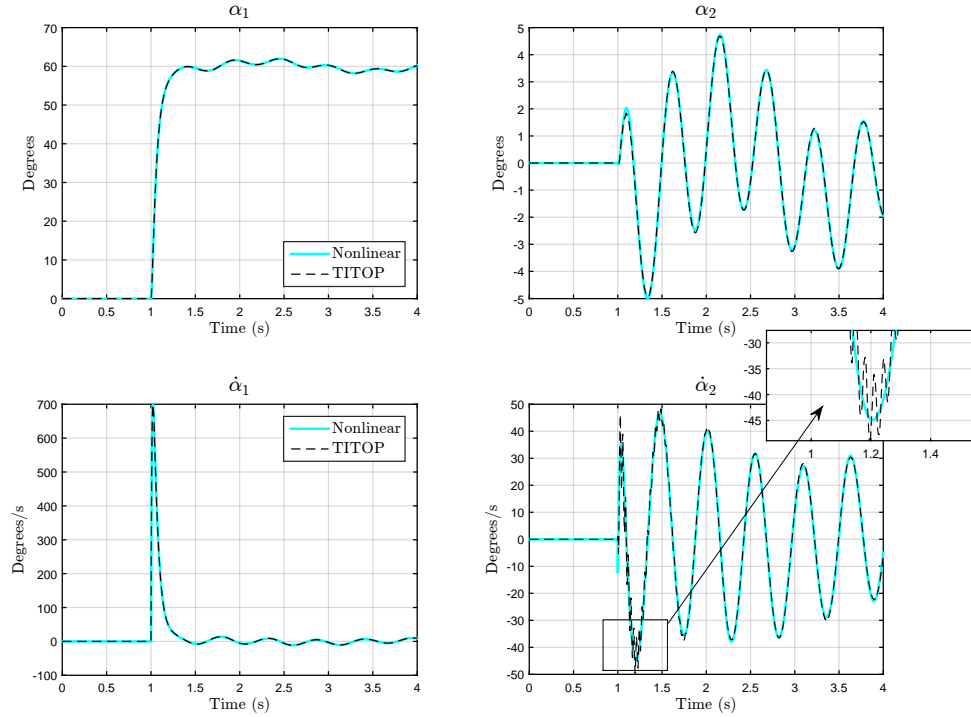 α₁
70
60
50
40
30
20
10
0
Degrees
0 0.5 1 1.5 2 2.5 3 3.5 4
Time (s)
Nonlinear
TITOP
α₂
5
4
3
2
1
0
-1
-2
-3
-4
-5
Degrees
0 0.5 1 1.5 2 2.5 3 3.5 4
Time (s)
-30
-35
-40
-45
1 1.2 1.4
α̇₁
700
600
500
400
300
200
100
0
-100
Degrees/s
0 0.5 1 1.5 2 2.5 3 3.5 4
Time (s)
Nonlinear
TITOP
α̇₂
50
40
30
20
10
0
-10
-20
-30
-40
-50
Degrees/s
0 0.5 1 1.5 2 2.5 3 3.5 4
Time (s)